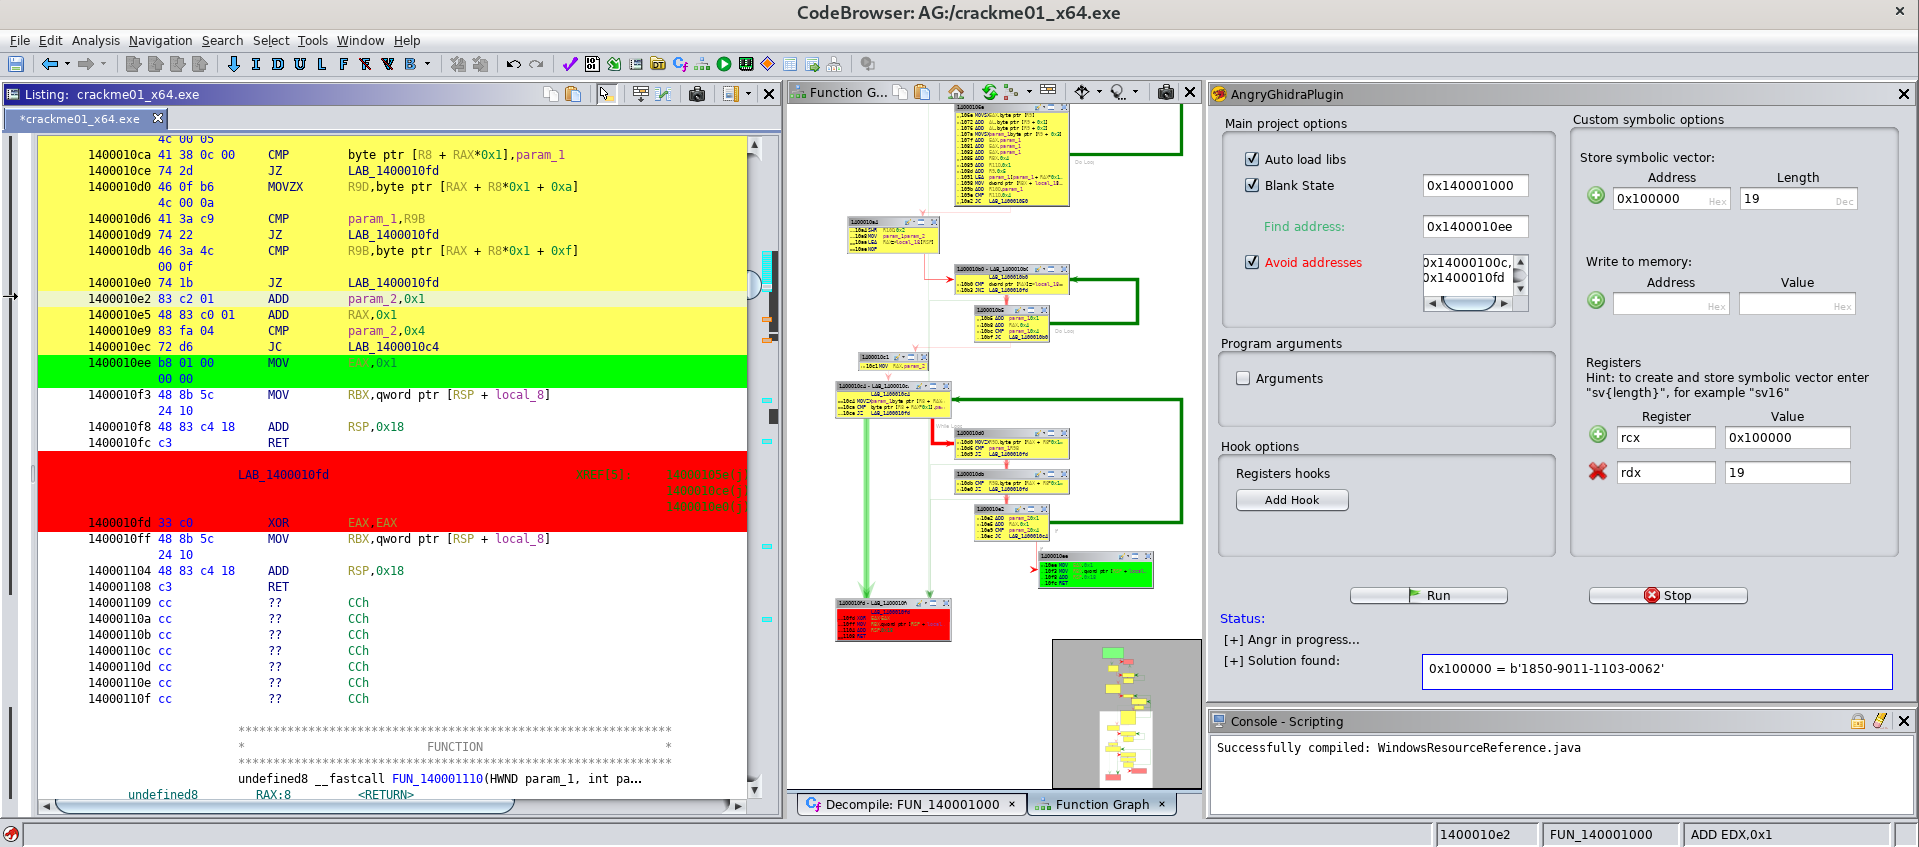 CodeBrowser: AG:/crackme01_x64.exe
File Edit Analysis Navigation Search Select Tools Window Help
I D U L F R V B
Listing: crackme01_x64.exe
*crackme01_x64.exe
4c 00 05
1400010ca 41 38 0c 00 CMP byte ptr [R8 + RAX*0x1],param_1
1400010ce 74 2d JZ LAB_1400010fd
1400010d0 46 0f b6 MOVZX R9D,byte ptr [RAX + R8*0x1 + 0xa]
4c 00 0a
1400010d6 41 3a c9 CMP param_1,R9B
1400010d9 74 22 JZ LAB_1400010fd
1400010db 46 3a 4c CMP R9B,byte ptr [RAX + R8*0x1 + 0xf]
00 0f
1400010e0 74 1b JZ LAB_1400010fd
1400010e2 83 c2 01 ADD param_2,0x1
1400010e5 48 83 c0 01 ADD RAX,0x1
1400010e9 83 fa 04 CMP param_2,0x4
1400010ec 72 d6 JC LAB_1400010c4
1400010ee b8 01 00 MOV EAX,0x1
00 00
1400010f3 48 8b 5c MOV RBX,qword ptr [RSP + local_8]
24 10
1400010f8 48 83 c4 18 ADD RSP,0x18
1400010fc c3 RET
LAB_1400010fd XREF[5]:
1400010fd 33 c0 XOR EAX,EAX
1400010ff 48 8b 5c MOV RBX,qword ptr [RSP + local_8]
24 10
140001104 48 83 c4 18 ADD RSP,0x18
140001108 c3 RET
140001109 cc ?? CCh
14000110a cc ?? CCh
14000110b cc ?? CCh
14000110c cc ?? CCh
14000110d cc ?? CCh
14000110e cc ?? CCh
14000110f cc ?? CCh
**************************************************************
* FUNCTION *
**************************************************************
undefined8 __fastcall FUN_140001110(HWND param_1, int pa...
undefined8 RAX:8 <RETURN>
Function G...
Decompile: FUN_140001000 ×
Function Graph ×
AngryGhidraPlugin
Main project options
Auto load libs
Blank State 0x140001000
Find address: 0x1400010ee
Avoid addresses 0x14000100c,
0x1400010fd
Program arguments
Arguments
Hook options
Registers hooks
Add Hook
Custom symbolic options
Store symbolic vector:
Address Length
0x100000 Hex 19 Dec
Write to memory:
Address Value
Hex Hex
Registers
Hint: to create and store symbolic vector enter
"sv{length}", for example "sv16"
Register Value
rcx 0x100000
rdx 19
Run Stop
Status:
[+] Angr in progress...
[+] Solution found: 0x100000 = b'1850-9011-1103-0062'
Console - Scripting
Successfully compiled: WindowsResourceReference.java
1400010e2 FUN_140001000 ADD EDX,0x1